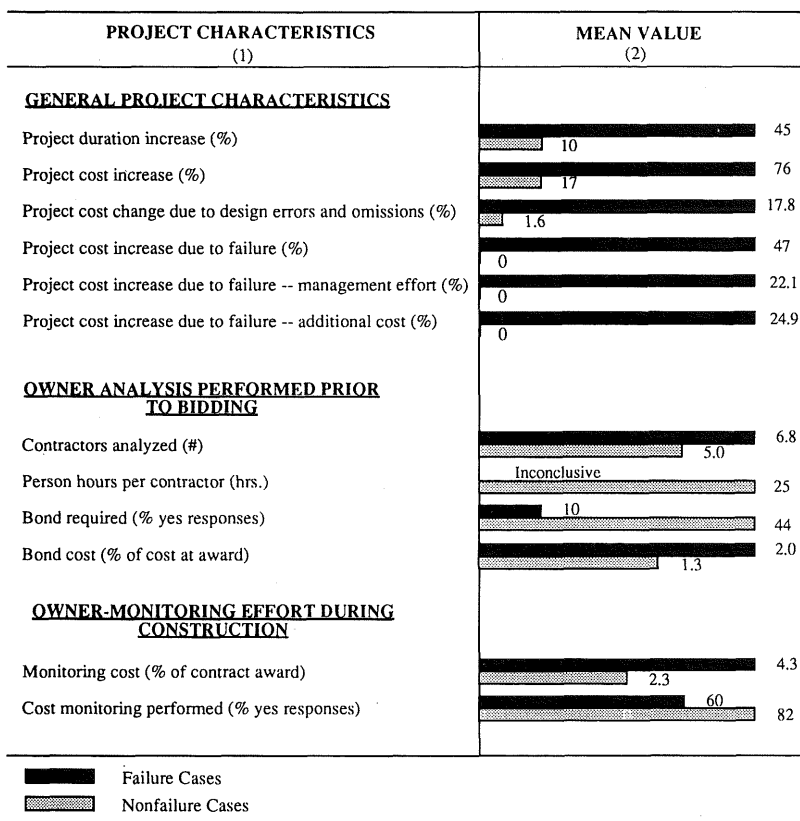 PROJECT CHARACTERISTICS MEAN VALUE
(1) (2)
GENERAL PROJECT CHARACTERISTICS
Project duration increase (%) 45
10
Project cost increase (%) 76
17
Project cost change due to design errors and omissions (%) 17.8
1.6
Project cost increase due to failure (%) 47
0
Project cost increase due to failure -- management effort (%) 22.1
0
Project cost increase due to failure -- additional cost (%) 24.9
0
OWNER ANALYSIS PERFORMED PRIOR
TO BIDDING
Contractors analyzed (#) 6.8
5.0
Person hours per contractor (hrs.) Inconclusive
25
Bond required (% yes responses) 10
44
Bond cost (% of cost at award) 2.0
1.3
OWNER-MONITORING EFFORT DURING
CONSTRUCTION
Monitoring cost (% of contract award) 4.3
2.3
Cost monitoring performed (% yes responses) 60
82
Failure Cases
Nonfailure Cases